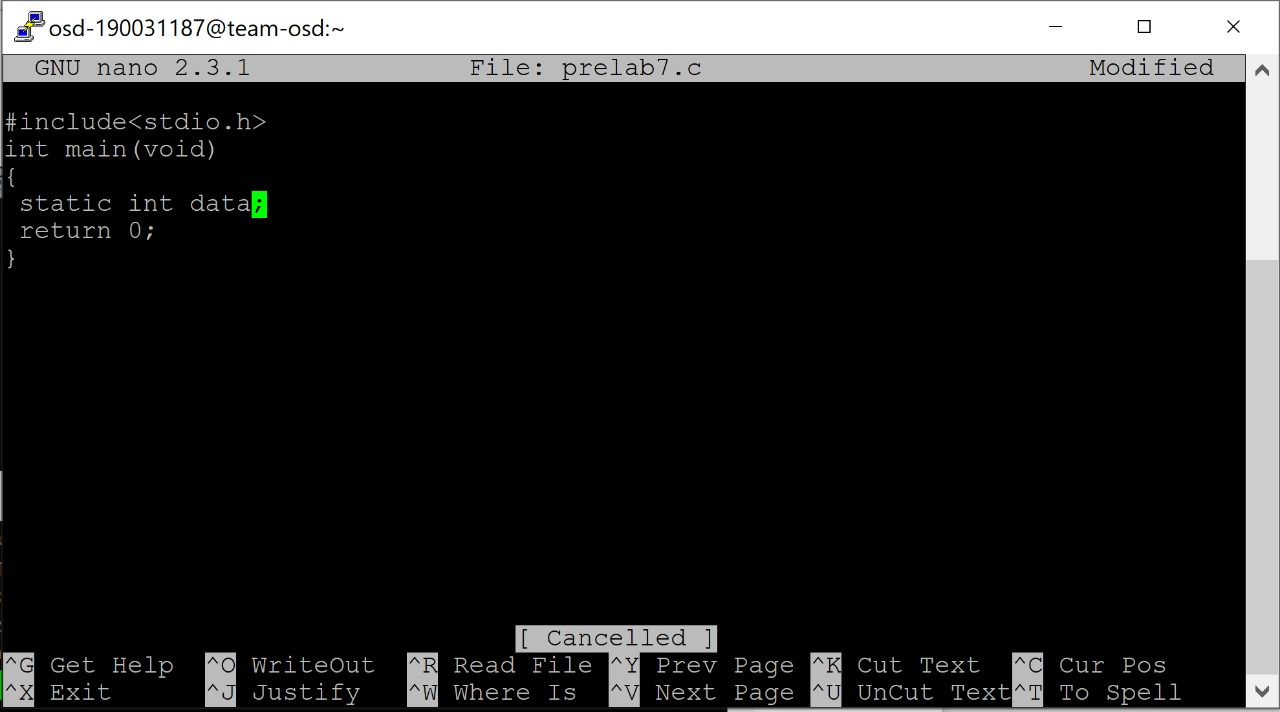 osd-190031187@team-osd:~
GNU nano 2.3.1 File: prelab7.c Modified
#include<stdio.h>
int main(void)
{
 static int data;
 return 0;
}
[ Cancelled ]
^G Get Help ^O WriteOut ^R Read File ^Y Prev Page ^K Cut Text ^C Cur Pos
^X Exit ^J Justify ^W Where Is ^V Next Page ^U UnCut Text^T To Spell